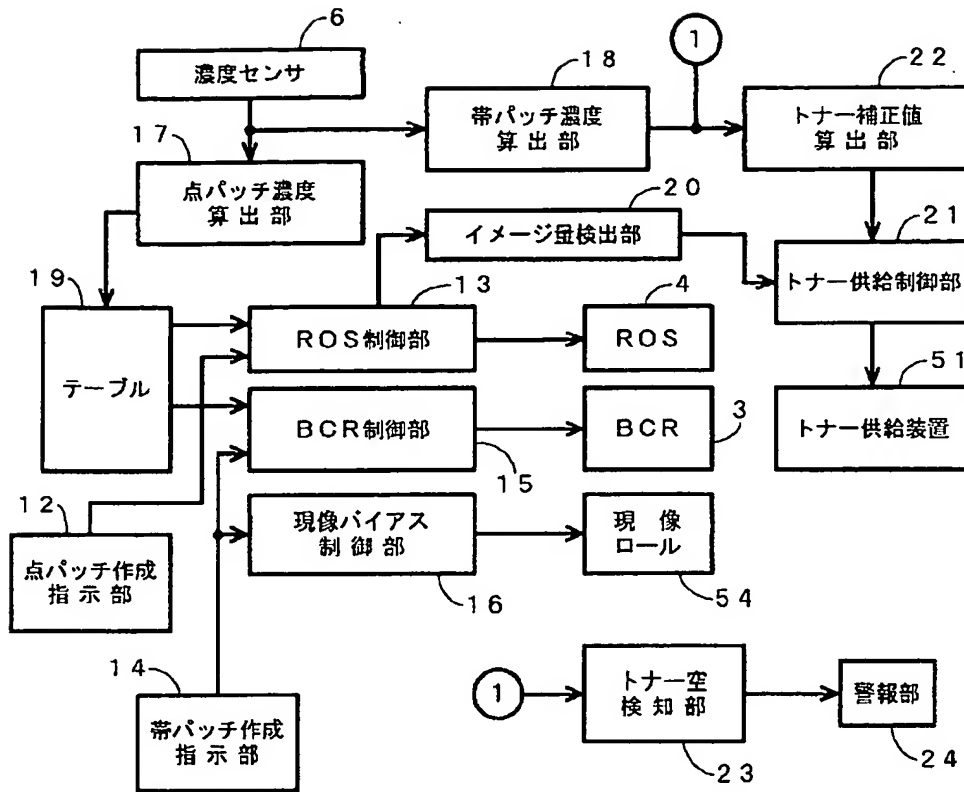 6
濃度センサ
1
18
帯パッチ濃度
算出部
22
トナー補正値
算出部
17
点パッチ濃度
算出部
20
イメージ量検出部
21
トナー供給制御部
19
テーブル
13
ROS制御部
4
ROS
BCR制御部
15
BCR
3
51
トナー供給装置
12
点パッチ作成
指示部
現像バイアス
制御部
16
現像
ロール
54
14
帯パッチ作成
指示部
1
トナー空
検知部
23
警報部
24